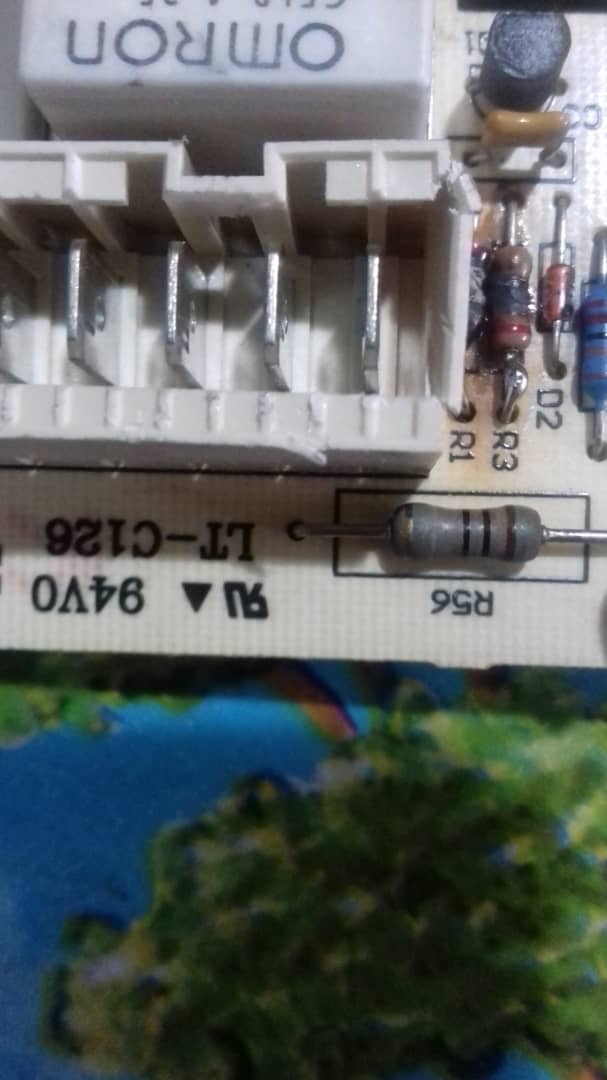 R56
▲ 94V0
LT-C126
R3
R1
D2
OMRON